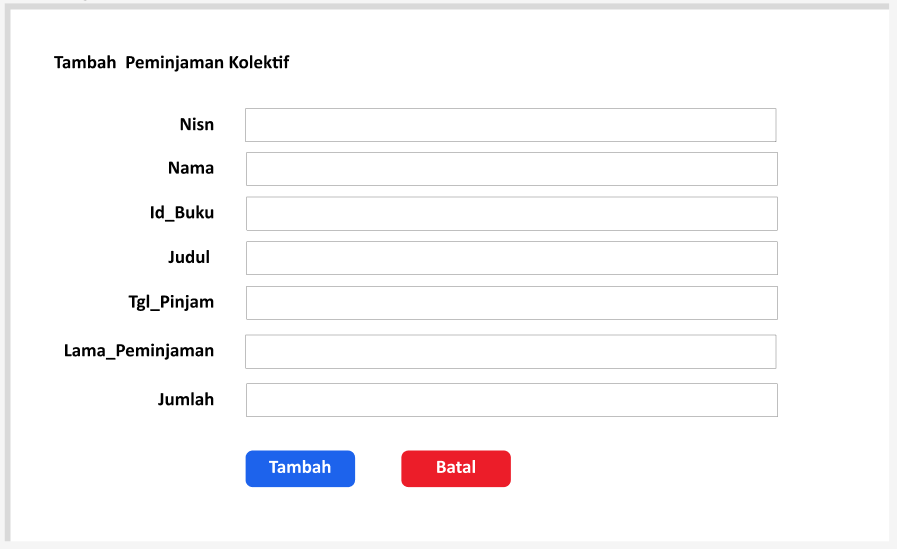 Tambah Peminjaman Kolektif
Nisn
Nama
Id_Buku
Judul
Tgl_Pinjam
Lama_Peminjaman
Jumlah
Tambah Batal